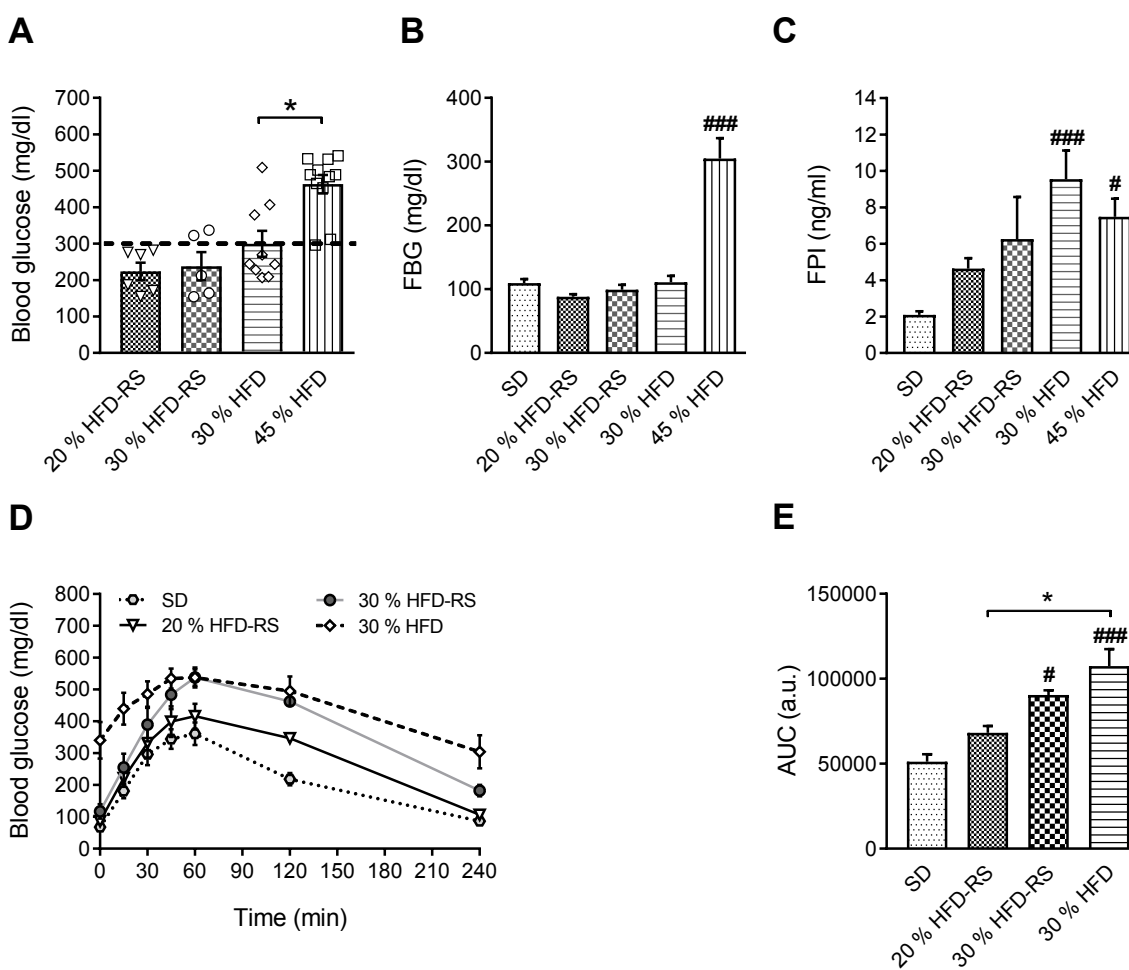 A
B
C
Blood glucose (mg/dl)
700
600
500
400
300
200
100
0
*
20 % HFD-RS
30 % HFD-RS
30 % HFD
45 % HFD
FBG (mg/dl)
400
300
200
100
0
###
SD
20 % HFD-RS
30 % HFD-RS
30 % HFD
45 % HFD
FPI (ng/ml)
14
12
10
8
6
4
2
0
###
#
SD
20 % HFD-RS
30 % HFD-RS
30 % HFD
45 % HFD
D
E
Blood glucose (mg/dl)
800
700
600
500
400
300
200
100
0
SD
20 % HFD-RS
30 % HFD-RS
30 % HFD
0 30 60 90 120 150 180 210 240
Time (min)
AUC (a.u.)
150000
100000
50000
0
*
#
###
SD
20 % HFD-RS
30 % HFD-RS
30 % HFD